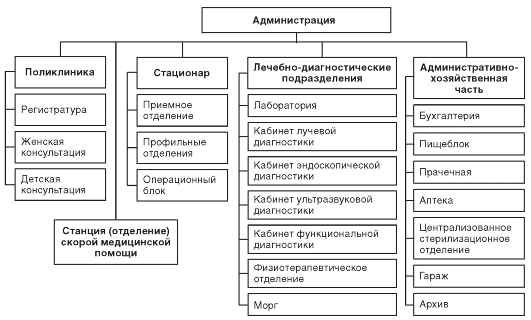 Администрация
Поликлиника
Регистратура
Женская
консультация
Детская
консультация
Станция (отделение)
скорой медицинской
помощи
Стационар
Приемное
отделение
Профильные
отделения
Операционный
блок
Лечебно-диагностические
подразделения
Лаборатория
Кабинет лучевой
диагностики
Кабинет эндоскопической
диагностики
Кабинет ультразвуковой
диагностики
Кабинет функциональной
диагностики
Физиотерапевтическое
отделение
Морг
Административно-
хозяйственная
часть
Бухгалтерия
Пищеблок
Прачечная
Аптека
Централизованное
стерилизационное
отделение
Гараж
Архив